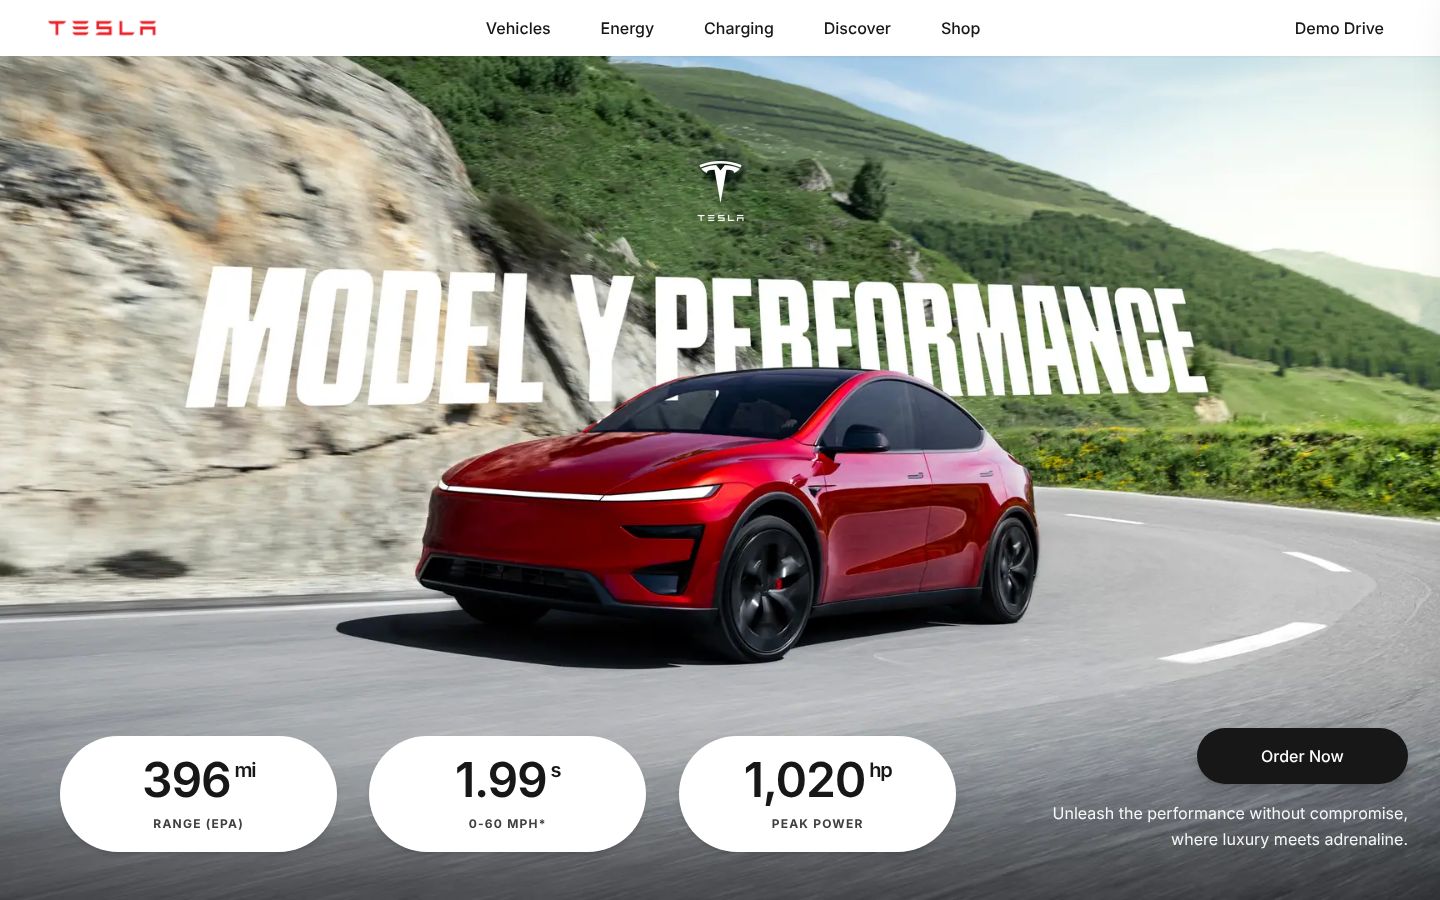 TESLA
Vehicles
Energy
Charging
Discover
Shop
Demo Drive
TESLA
MODEL Y PERFORMANCE
396 mi
RANGE (EPA)
1.99 s
0-60 MPH*
1,020 hp
PEAK POWER
Order Now
Unleash the performance without compromise,
where luxury meets adrenaline.